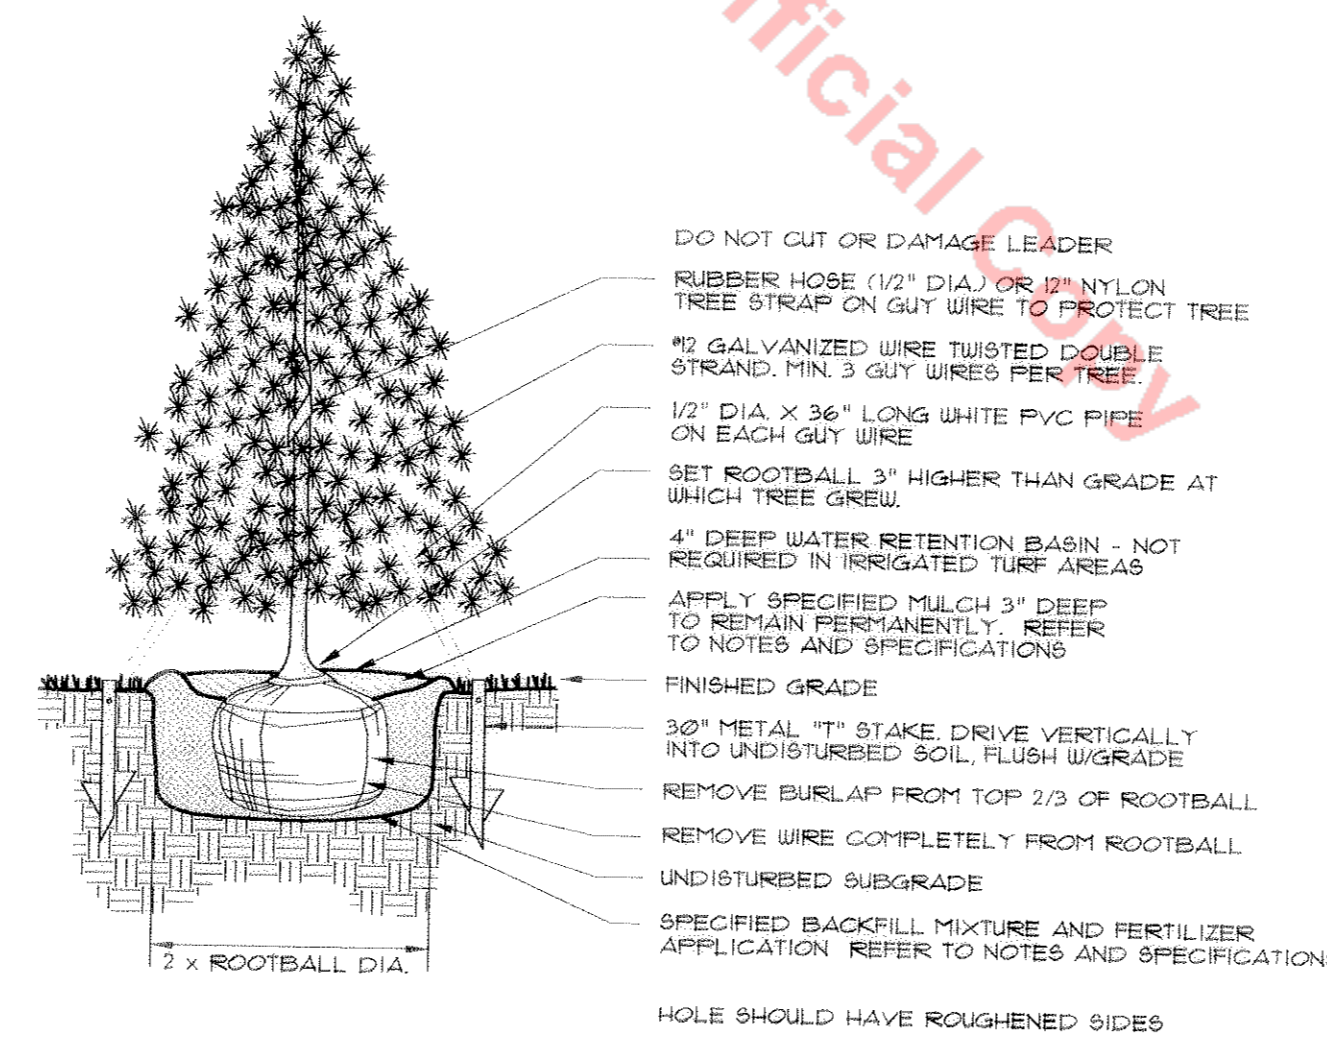 fficial Copy
DO NOT CUT OR DAMAGE LEADER
RUBBER HOSE (1/2" DIA.) OR 12" NYLON
TREE STRAP ON GUY WIRE TO PROTECT TREE
#12 GALVANIZED WIRE TWISTED DOUBLE
STRAND. MIN. 3 GUY WIRES PER TREE.
1/2" DIA. X 36" LONG WHITE PVC PIPE
ON EACH GUY WIRE
SET ROOTBALL 3" HIGHER THAN GRADE AT
WHICH TREE GREW.
4" DEEP WATER RETENTION BASIN - NOT
REQUIRED IN IRRIGATED TURF AREAS
APPLY SPECIFIED MULCH 3" DEEP
TO REMAIN PERMANENTLY. REFER
TO NOTES AND SPECIFICATIONS
FINISHED GRADE
30" METAL "T" STAKE. DRIVE VERTICALLY
INTO UNDISTURBED SOIL, FLUSH W/GRADE
REMOVE BURLAP FROM TOP 2/3 OF ROOTBALL
REMOVE WIRE COMPLETELY FROM ROOTBALL
UNDISTURBED SUBGRADE
SPECIFIED BACKFILL MIXTURE AND FERTILIZER
APPLICATION REFER TO NOTES AND SPECIFICATION
2 x ROOTBALL DIA.
HOLE SHOULD HAVE ROUGHENED SIDES